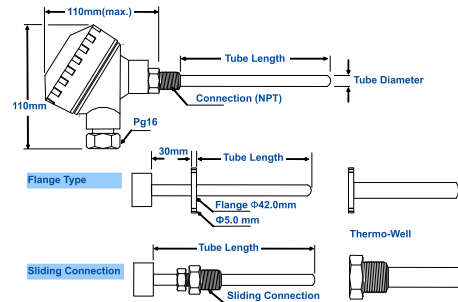 110mm(max.)
Tube Length
Tube Diameter
Connection (NPT)
110mm
Pg16
30mm
Tube Length
Flange Type
Flange Φ42.0mm
Φ5.0 mm
Thermo-Well
Tube Length
Sliding Connection
Sliding Connection